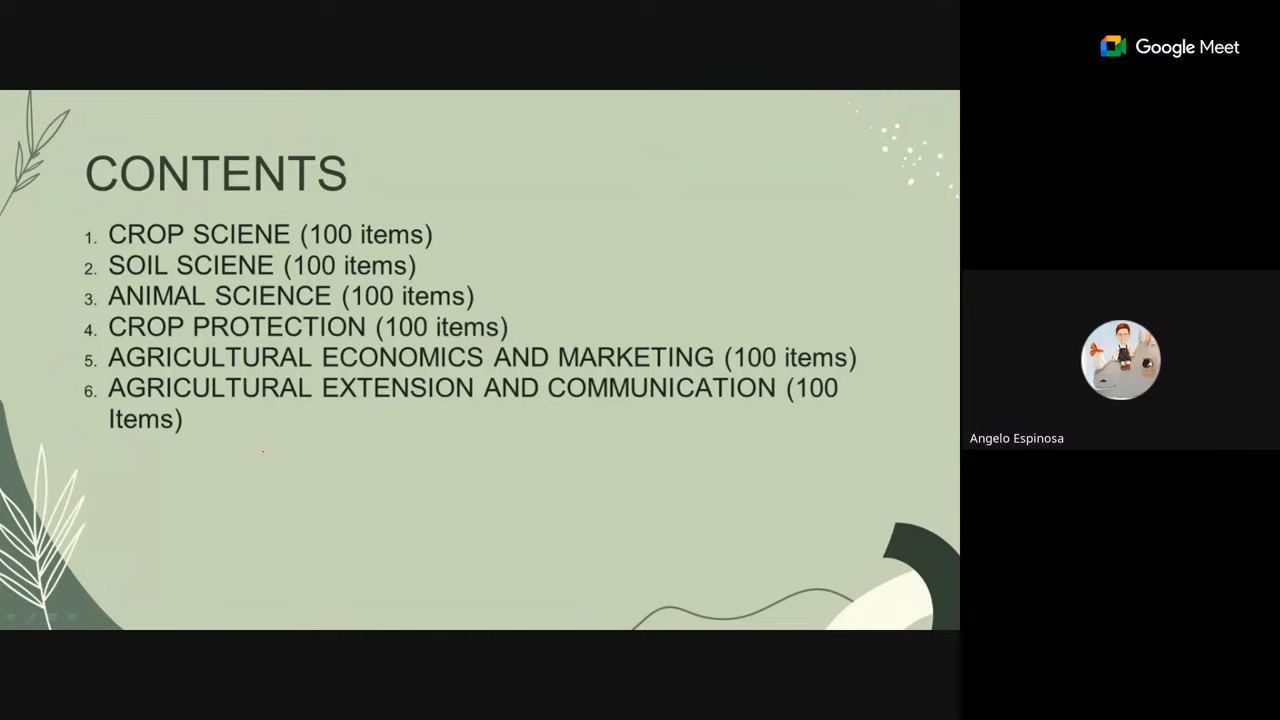 Google Meet
CONTENTS
1. CROP SCIENE (100 items)
2. SOIL SCIENE (100 items)
3. ANIMAL SCIENCE (100 items)
4. CROP PROTECTION (100 items)
5. AGRICULTURAL ECONOMICS AND MARKETING (100 items)
6. AGRICULTURAL EXTENSION AND COMMUNICATION (100
Items)
Angelo Espinosa